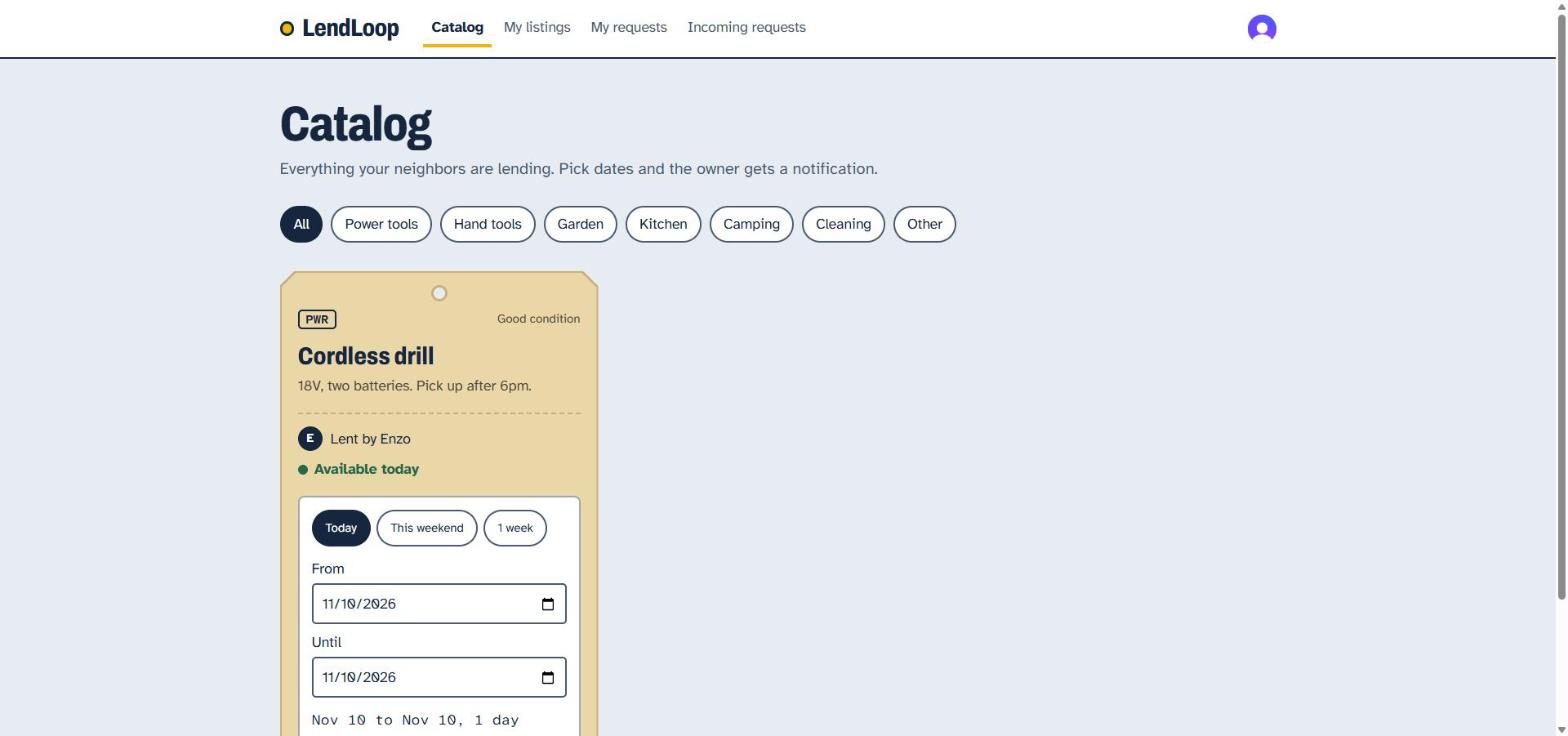 LendLoop Catalog My listings My requests Incoming requests
Catalog
Everything your neighbors are lending. Pick dates and the owner gets a notification.
All Power tools Hand tools Garden Kitchen Camping Cleaning Other
PWR Good condition
Cordless drill
18V, two batteries. Pick up after 6pm.
E Lent by Enzo
Available today
Today This weekend 1 week
From
11/10/2026
Until
11/10/2026
Nov 10 to Nov 10, 1 day